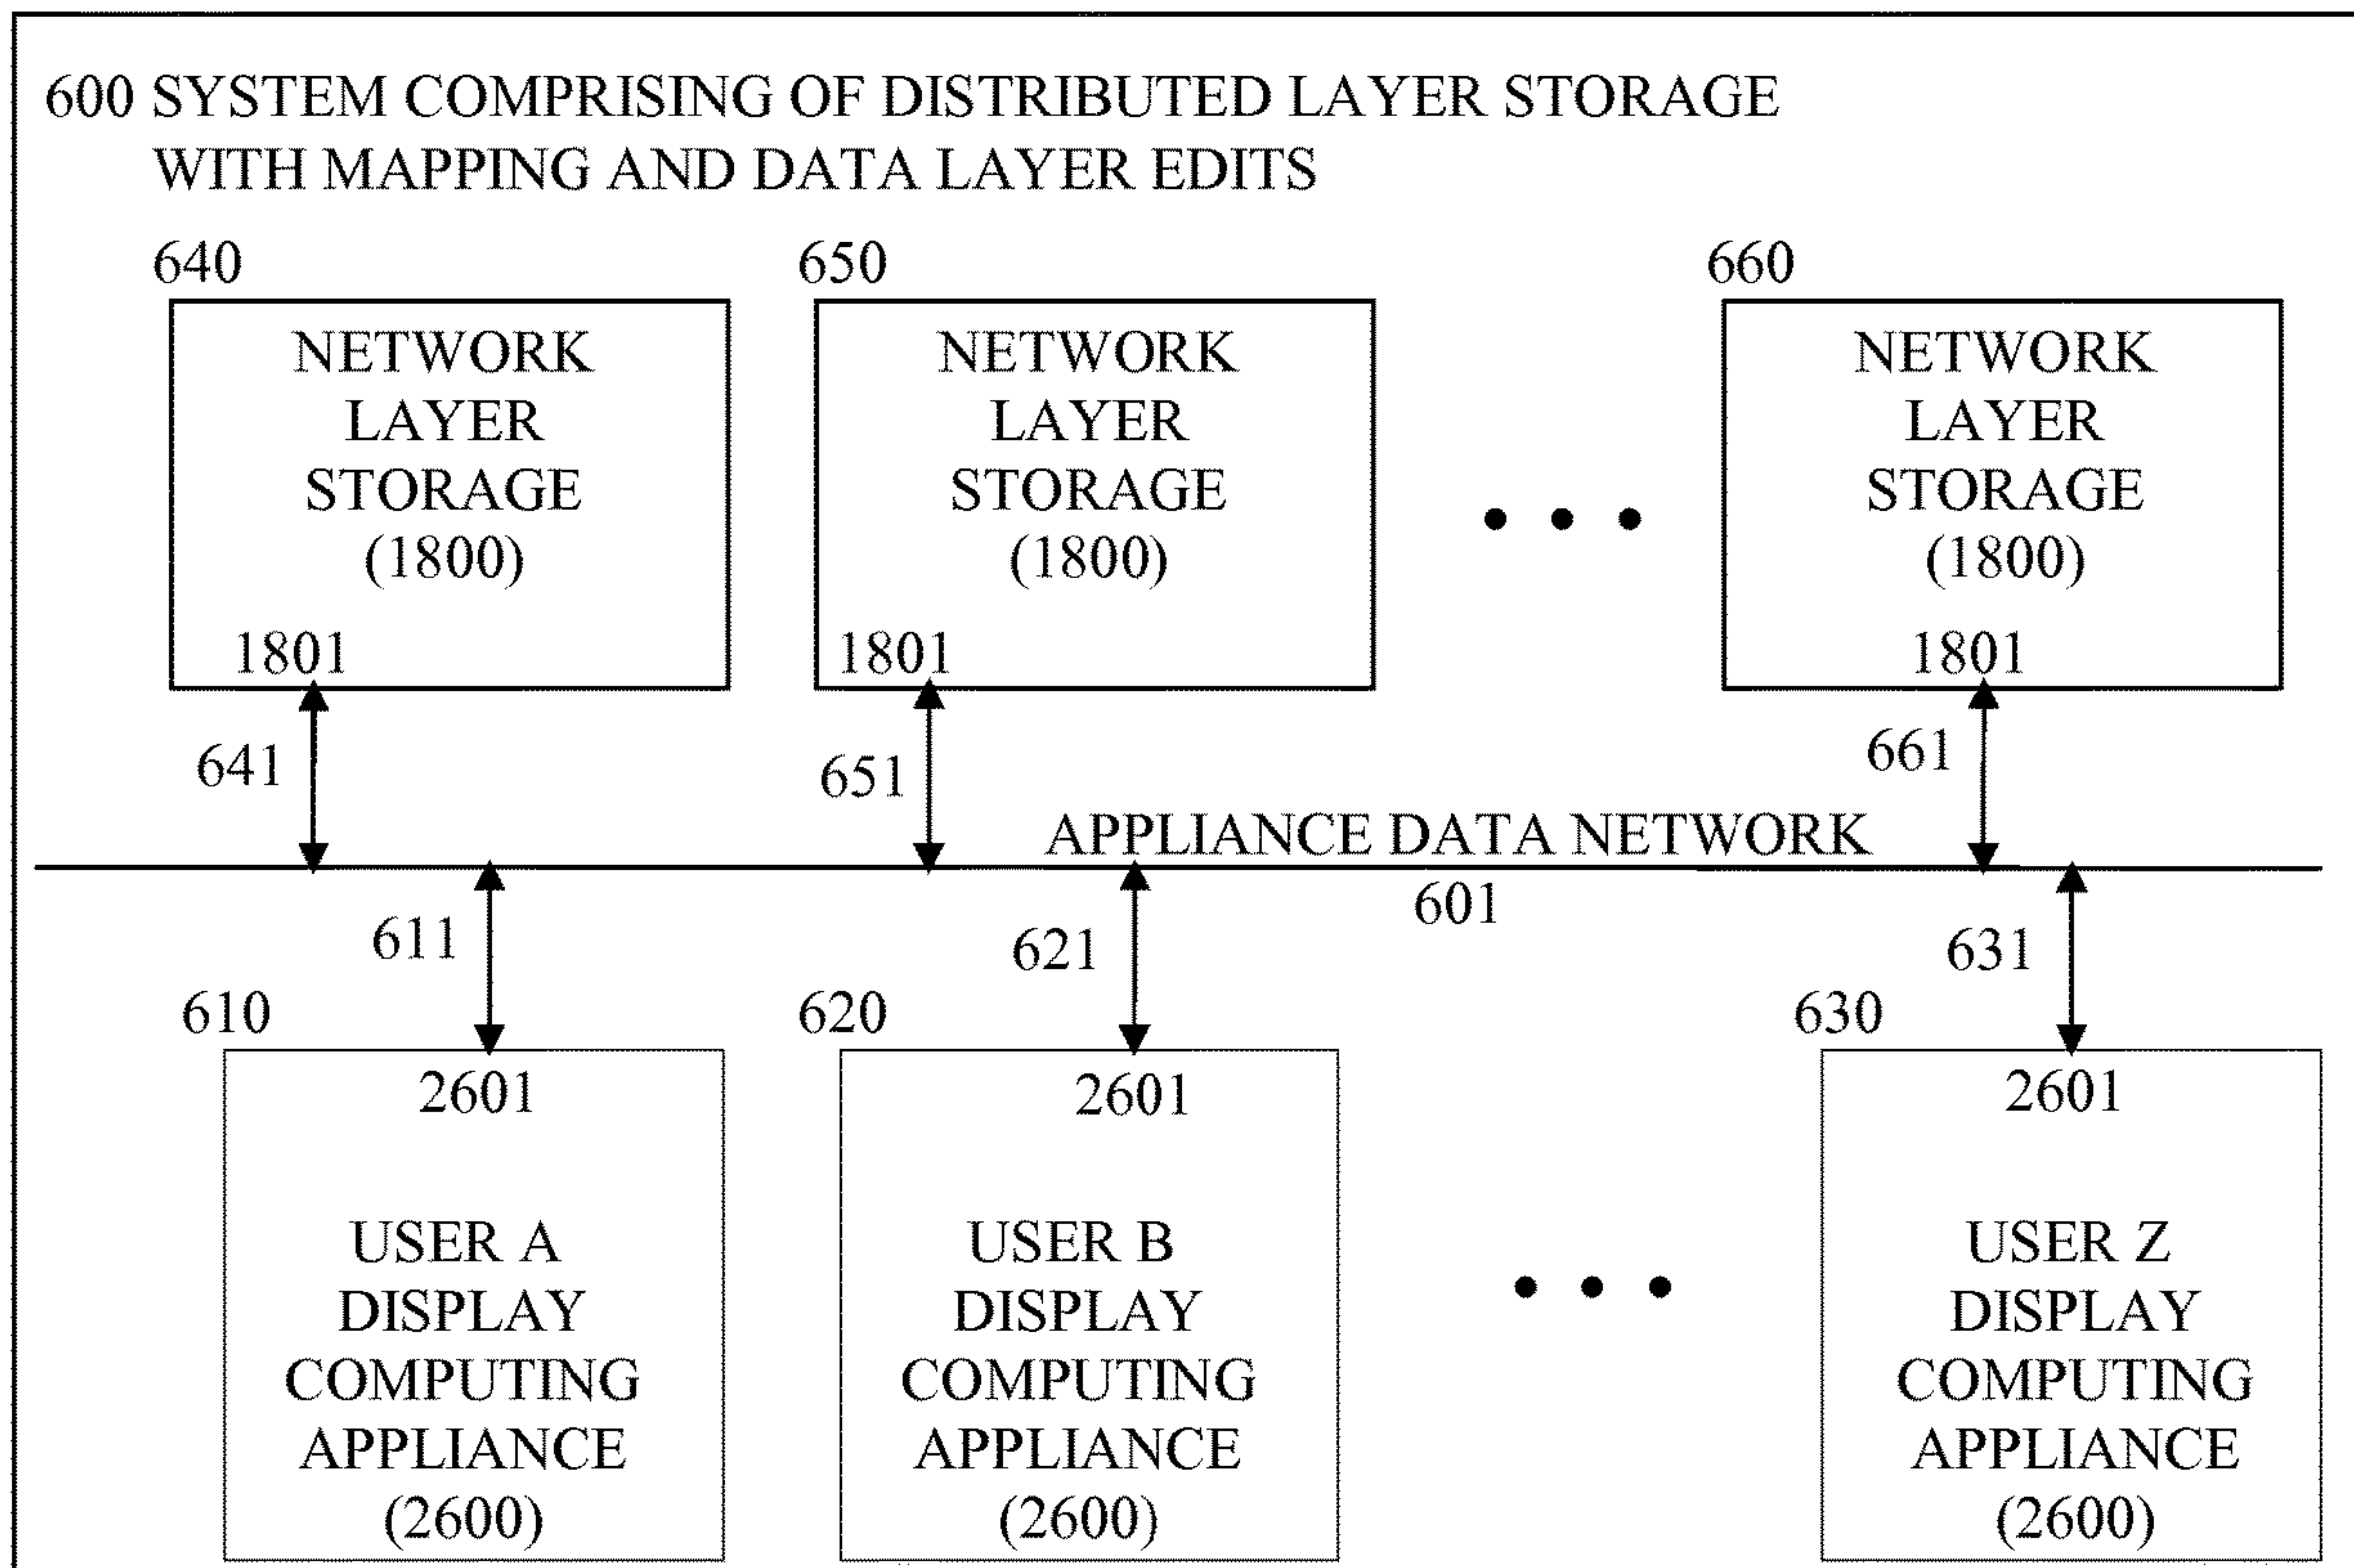 600 SYSTEM COMPRISING OF DISTRIBUTED LAYER STORAGE
WITH MAPPING AND DATA LAYER EDITS
640
NETWORK
LAYER
STORAGE
(1800)
1801
650
NETWORK
LAYER
STORAGE
(1800)
1801
660
NETWORK
LAYER
STORAGE
(1800)
1801
641
651
661
APPLIANCE DATA NETWORK
601
611
621
631
610
2601
USER A
DISPLAY
COMPUTING
APPLIANCE
(2600)
620
2601
USER B
DISPLAY
COMPUTING
APPLIANCE
(2600)
630
2601
USER Z
DISPLAY
COMPUTING
APPLIANCE
(2600)